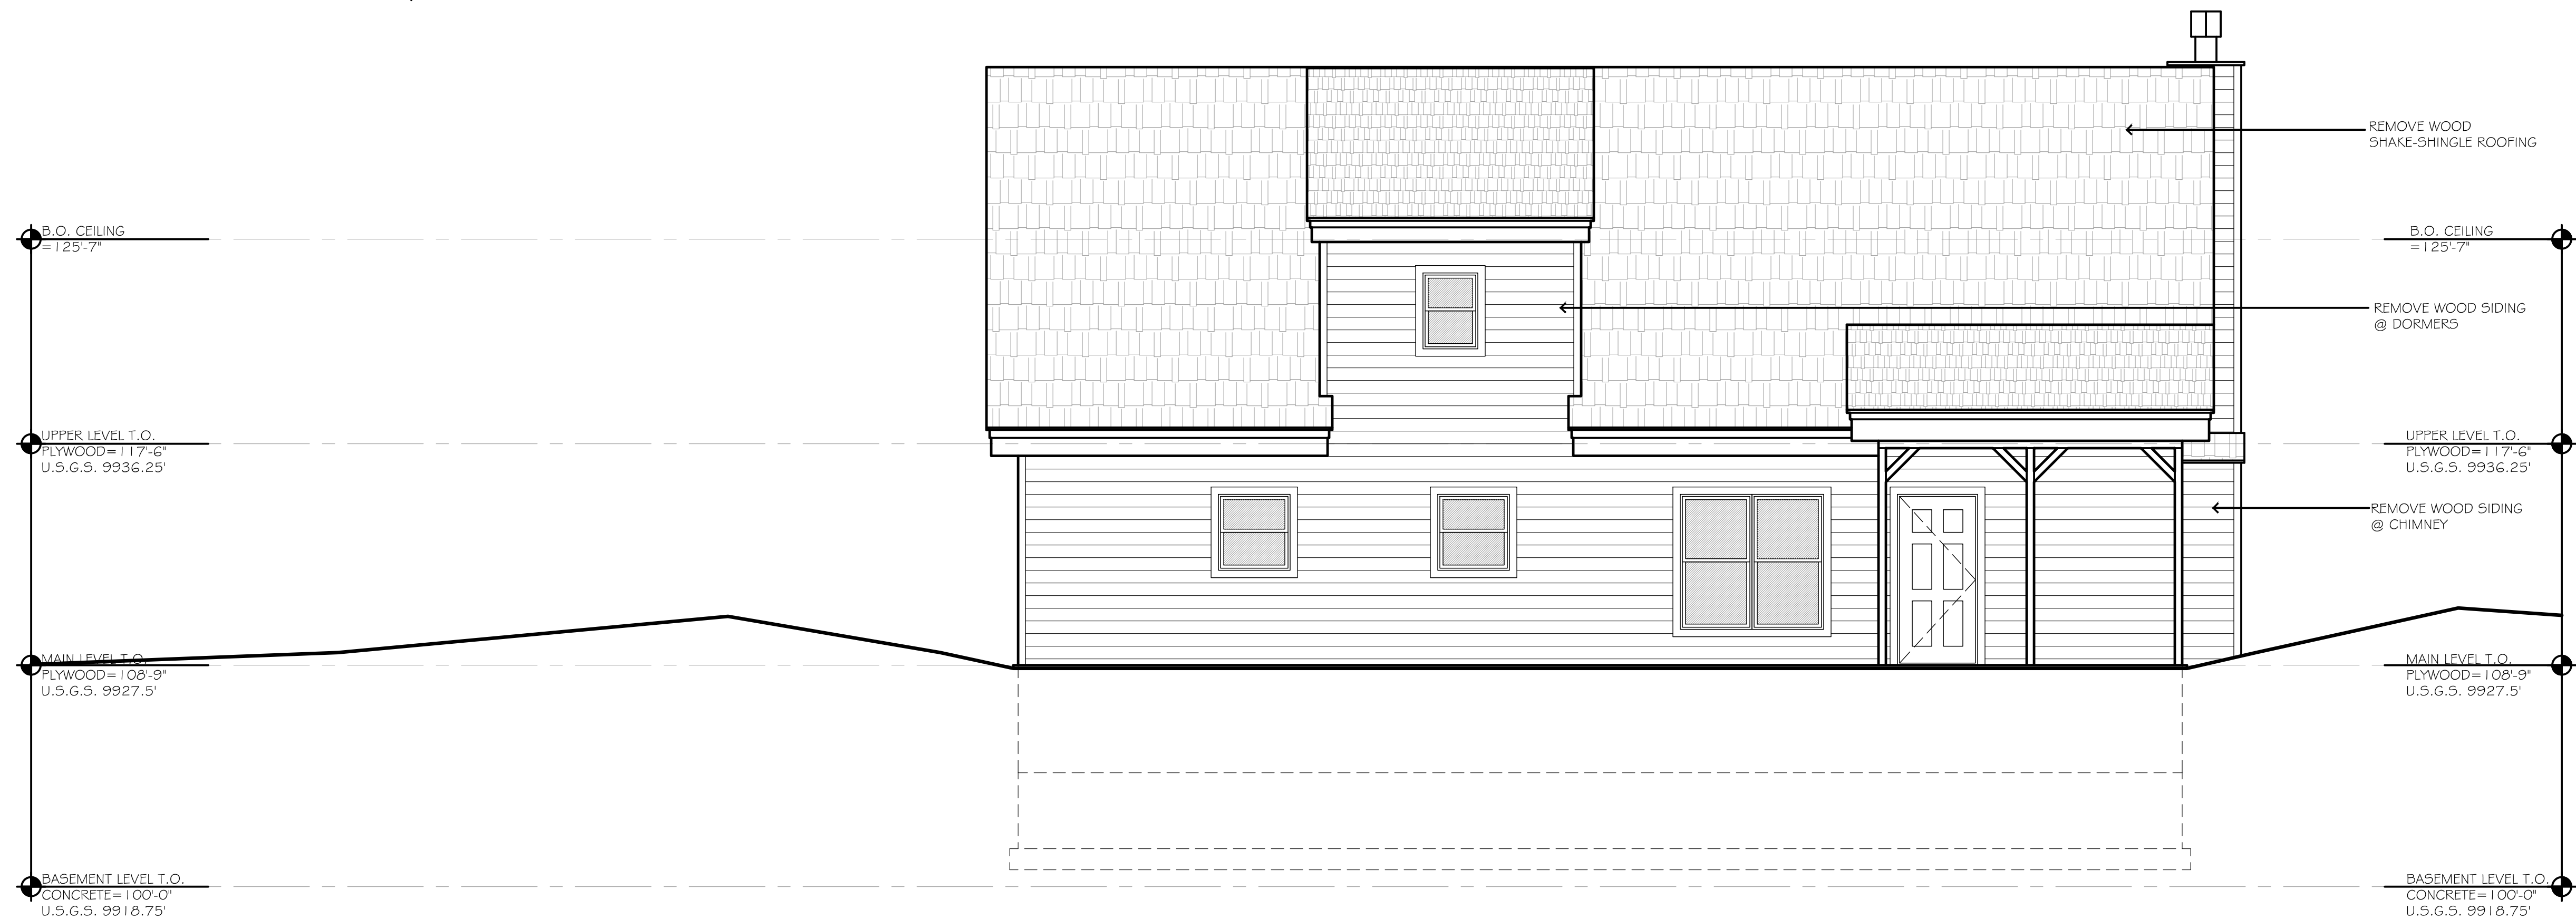 REMOVE WOOD
SHAKE-SHINGLE ROOFING
B.O. CEILING
=125'-7"
B.O. CEILING
=125'-7"
REMOVE WOOD SIDING
@ DORMERS
UPPER LEVEL T.O.
PLYWOOD=117'-6"
U.S.G.S. 9936.25'
UPPER LEVEL T.O.
PLYWOOD=117'-6"
U.S.G.S. 9936.25'
REMOVE WOOD SIDING
@ CHIMNEY
MAIN LEVEL T.O.
PLYWOOD=108'-9"
U.S.G.S. 9927.5'
MAIN LEVEL T.O.
PLYWOOD=108'-9"
U.S.G.S. 9927.5'
BASEMENT LEVEL T.O.
CONCRETE=100'-0"
U.S.G.S. 9918.75'
BASEMENT LEVEL T.O.
CONCRETE=100'-0"
U.S.G.S. 9918.75'